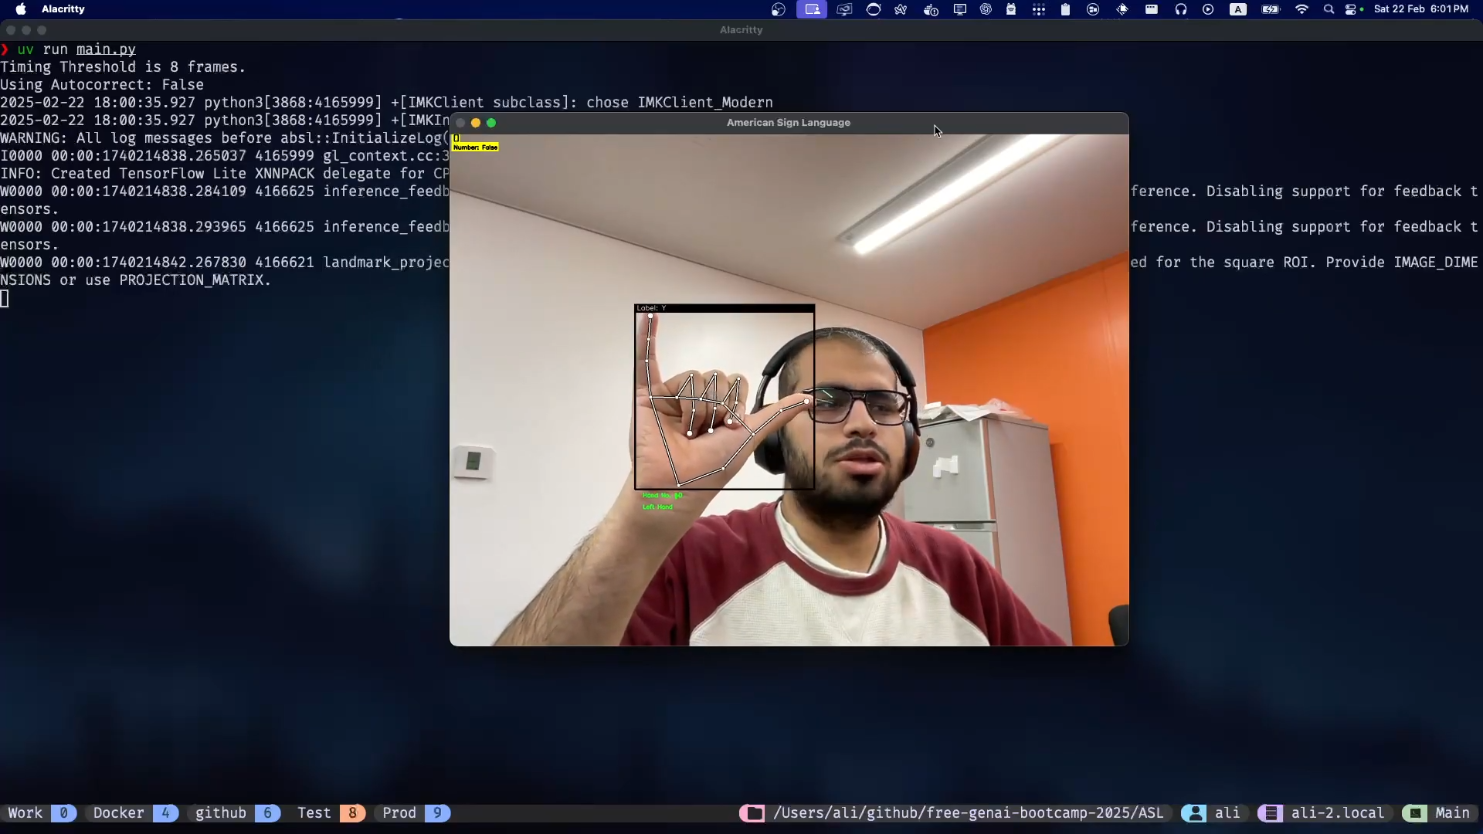 Alacritty
A
Sat 22 Feb 6:01 PM
Alacritty
❯ uv run main.py
Timing Threshold is 8 frames.
Using Autocorrect: False
2025-02-22 18:00:35.927 python3[3868:4165999] +[IMKClient subclass]: chose IMKClient_Modern
2025-02-22 18:00:35.927 python3[3868:4165999] +[IMKIn
WARNING: All log messages before absl::InitializeLog(
I0000 00:00:1740214838.265037 4165999 gl_context.cc:3
INFO: Created TensorFlow Lite XNNPACK delegate for CP
W0000 00:00:1740214838.284109 4166625 inference_feedb ference. Disabling support for feedback t
ensors.
W0000 00:00:1740214838.293965 4166625 inference_feedb ference. Disabling support for feedback t
ensors.
W0000 00:00:1740214842.267830 4166621 landmark_projec ed for the square ROI. Provide IMAGE_DIME
NSIONS or use PROJECTION_MATRIX.
American Sign Language
Number: False
Label: Y
Left Hand
Work 0 Docker 4 github 6 Test 8 Prod 9 /Users/ali/github/free-genai-bootcamp-2025/ASL ali ali-2.local Main